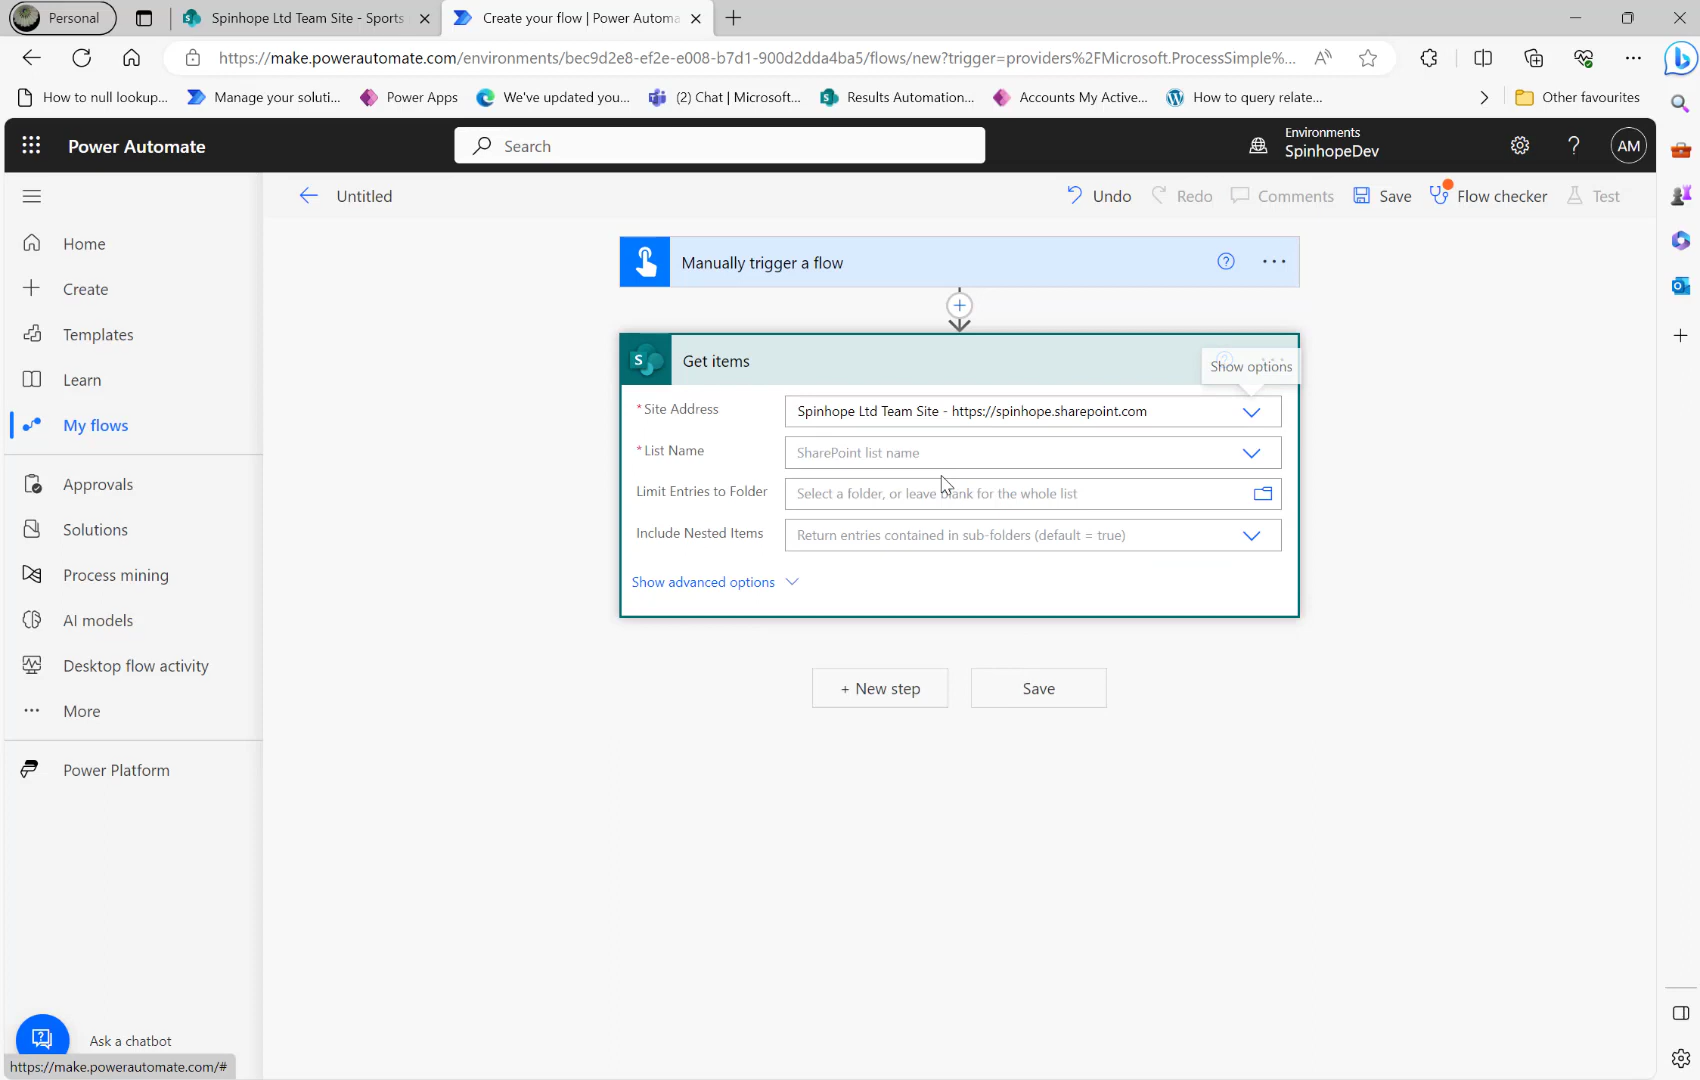 Personal
Spinhope Ltd Team Site - Sports
Create your flow | Power Automa
https://make.powerautomate.com/environments/bec9d2e8-ef2e-e008-b7d1-900d2dda4ba5/flows/new?trigger=providers%2FMicrosoft.ProcessSimple%...
How to null lookup...
Manage your soluti...
Power Apps
We've updated you...
(2) Chat | Microsoft...
Results Automation...
Accounts My Active...
How to query relate...
Other favourites
Power Automate
Search
Environments
SpinhopeDev
AM
Untitled
Undo
Redo
Comments
Save
Flow checker
Test
Home
Create
Templates
Learn
My flows
Approvals
Solutions
Process mining
AI models
Desktop flow activity
More
Power Platform
Manually trigger a flow
Get items
Show options
* Site Address
Spinhope Ltd Team Site - https://spinhope.sharepoint.com
* List Name
SharePoint list name
Limit Entries to Folder
Select a folder, or leave blank for the whole list
Include Nested Items
Return entries contained in sub-folders (default = true)
Show advanced options
+ New step
Save
Ask a chatbot
https://make.powerautomate.com/#